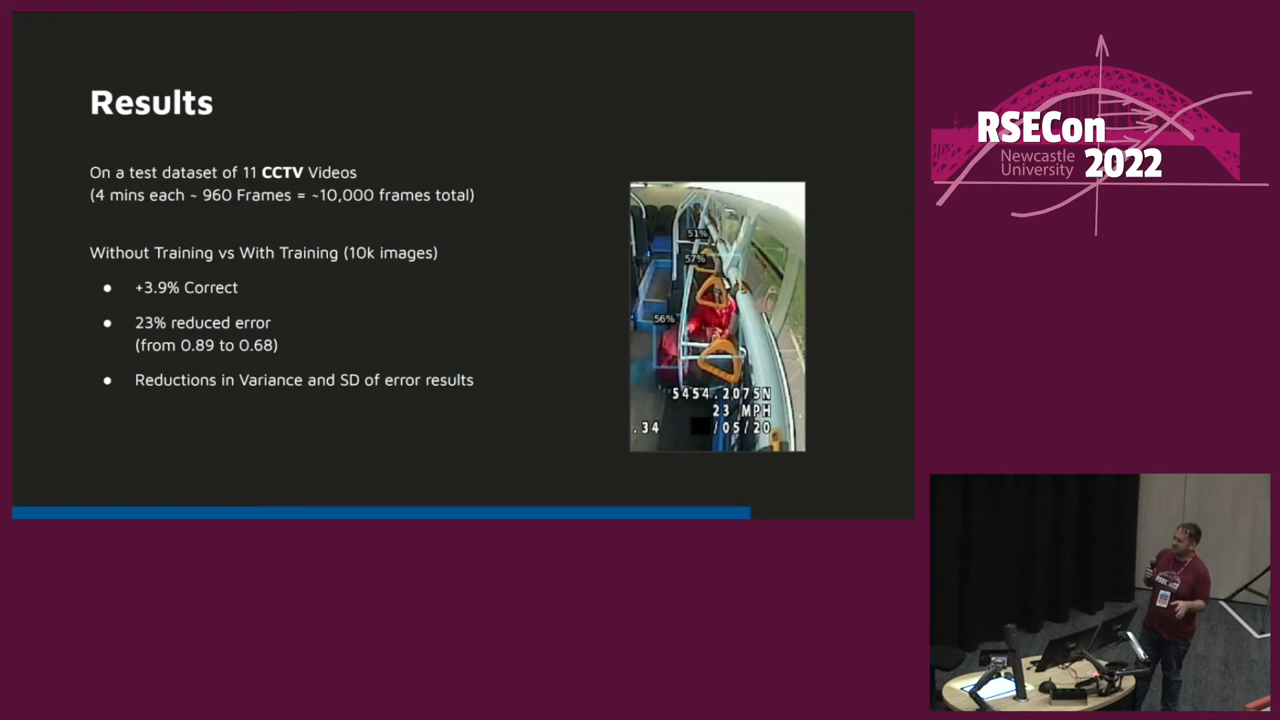 Results
On a test dataset of 11 CCTV Videos
(4 mins each ~ 960 Frames = ~10,000 frames total)
Without Training vs With Training (10k images)
● +3.9% Correct
● 23% reduced error
(from 0.89 to 0.68)
● Reductions in Variance and SD of error results
51%
57%
56%
5454.2075N
23 MPH
.34 /05/20
RSECon
Newcastle
University
2022